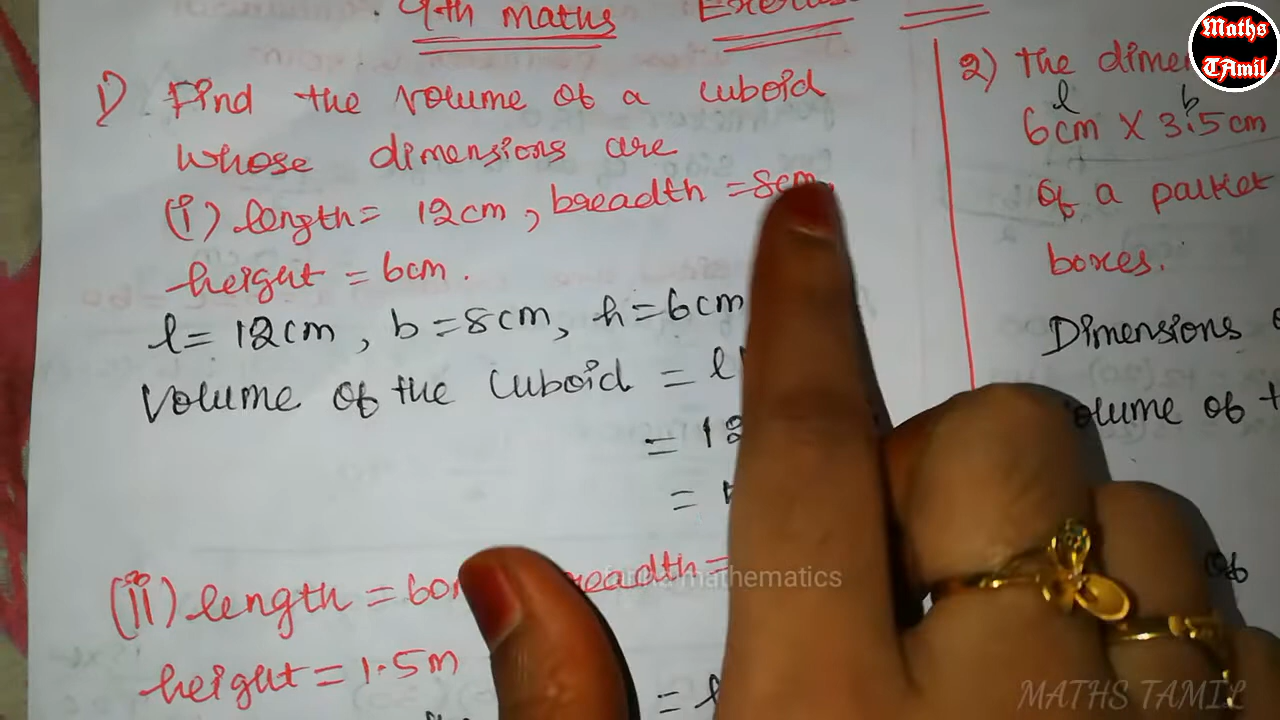 9th maths
Maths
TAmil
1) Find the volume of a cuboid
whose dimensions are
(i) length = 12cm, breadth = 8cm,
height = 6cm.
l = 12cm, b = 8cm, h = 6cm
Volume of the cuboid = l
= 12
=
(ii) length = 60 breadth =
height = 1.5m
= l
2) The
l b
6cm X 3.5cm
of a packet
boxes.
Dimensions
of
of
mathematics
MATHS TAMIL